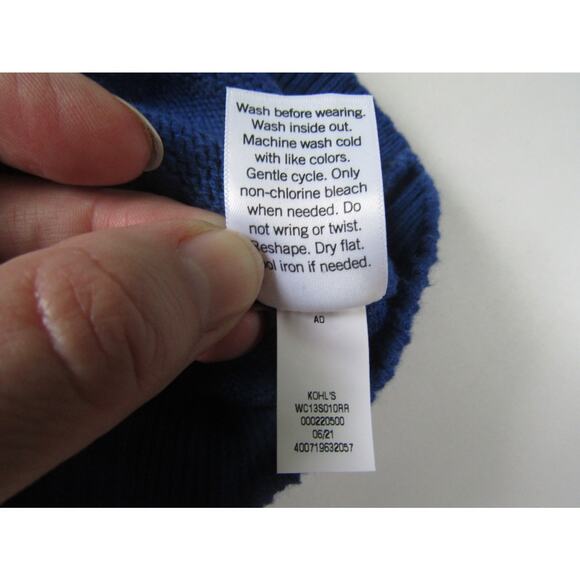 Wash before wearing.
Wash inside out.
Machine wash cold
with like colors.
Gentle cycle. Only
non-chlorine bleach
when needed. Do
not wring or twist.
Reshape. Dry flat.
iron if needed.
AD
KOHL'S
WC13S010RR
000220500
06/21
400719632057